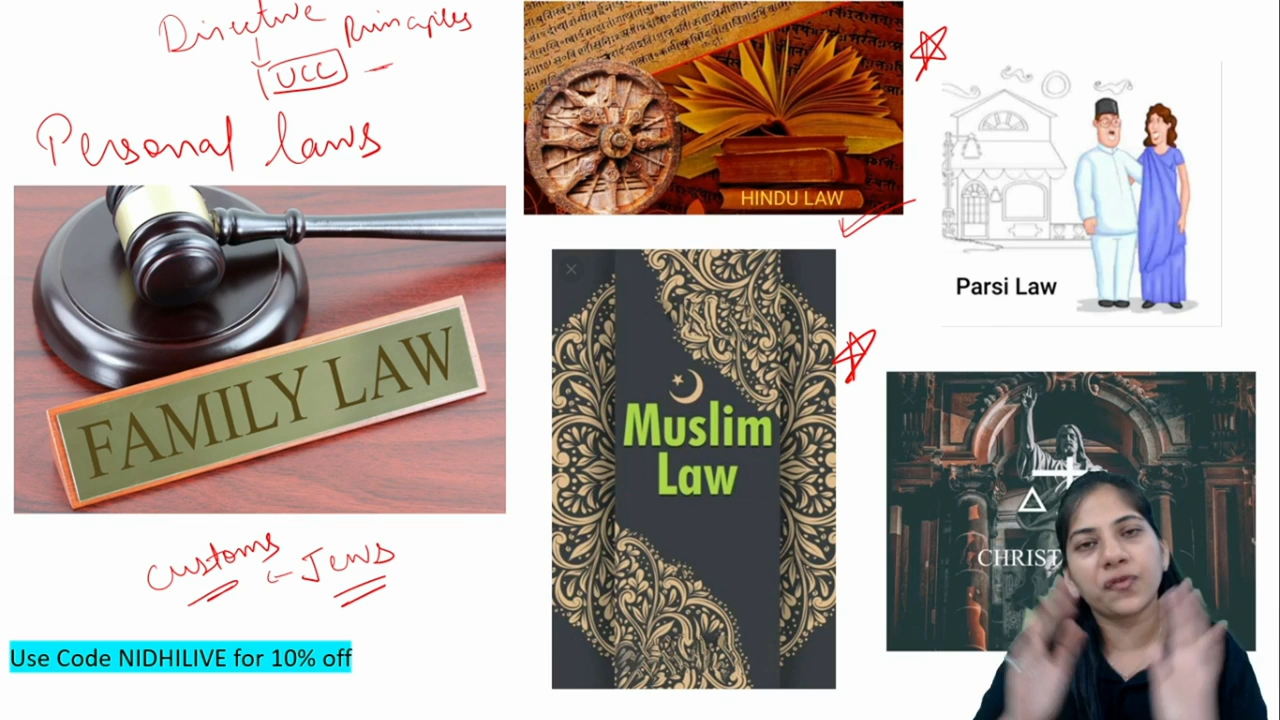 Directive Principles
UCC
Personal laws
HINDU LAW
Parsi Law
FAMILY LAW
Muslim
Law
CHRIST
customs ← Jews
Use Code NIDHILIVE for 10% off